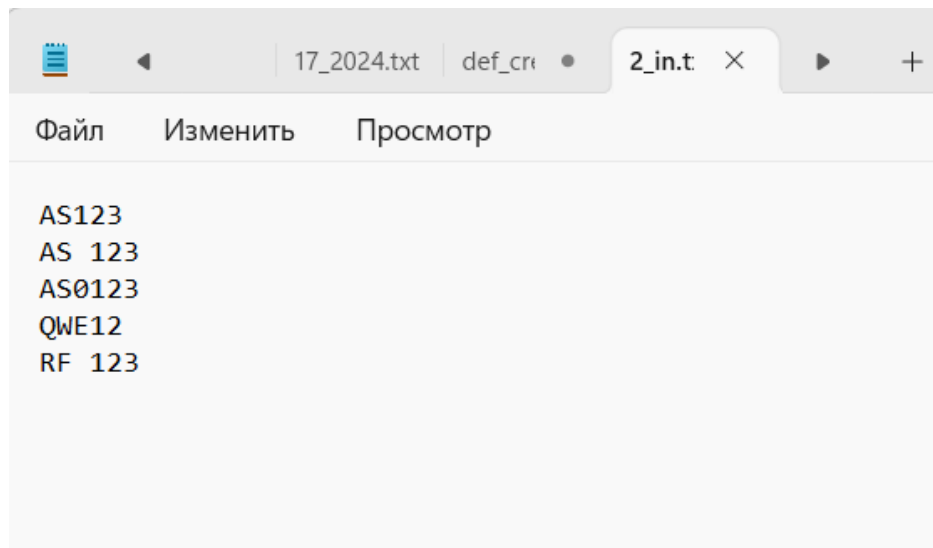 17_2024.txt def_cre 2_in.t
Файл Изменить Просмотр
AS123
AS 123
AS0123
QWE12
RF 123